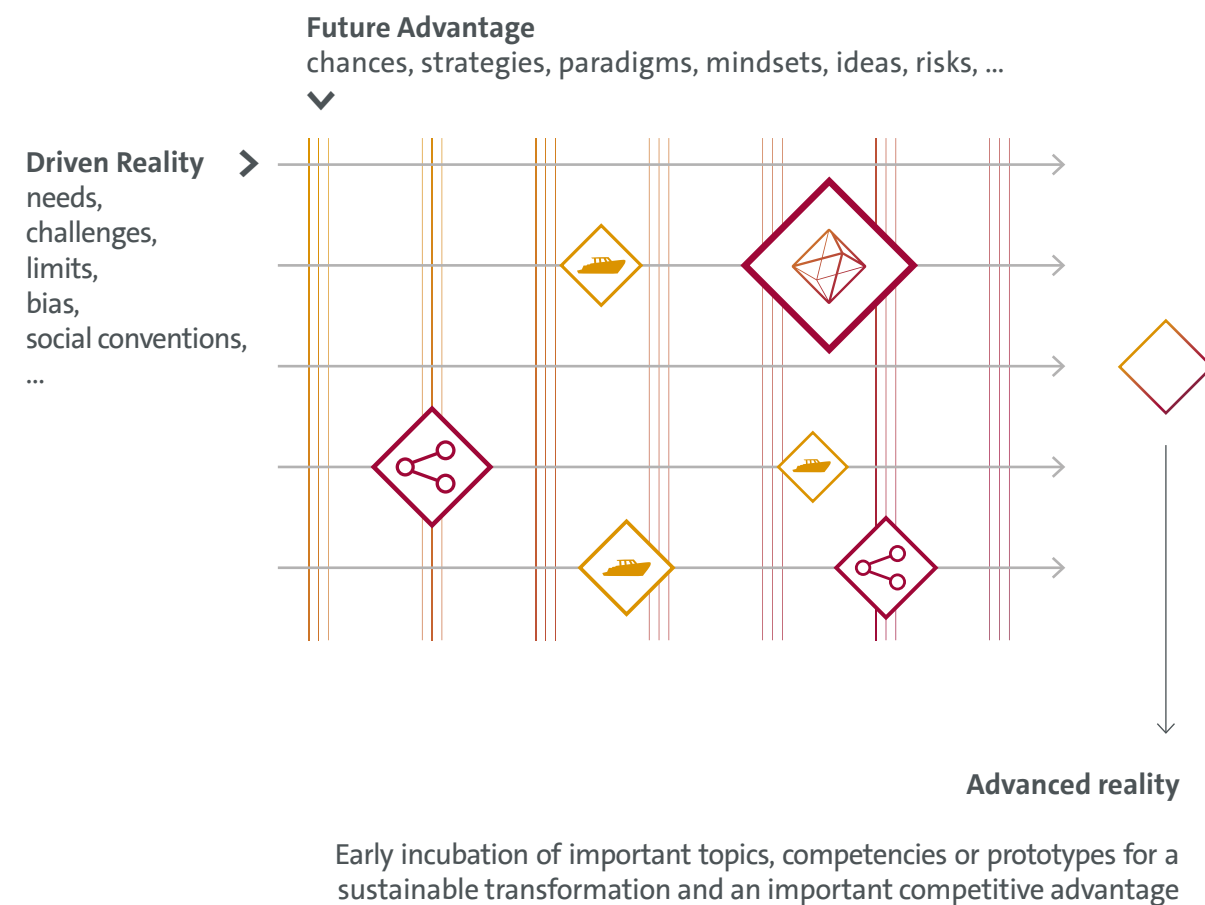 Future Advantage
chances, strategies, paradigms, mindsets, ideas, risks, ...
Driven Reality
needs,
challenges,
limits,
bias,
social conventions,
...
Advanced reality
Early incubation of important topics, competencies or prototypes for a
sustainable transformation and an important competitive advantage